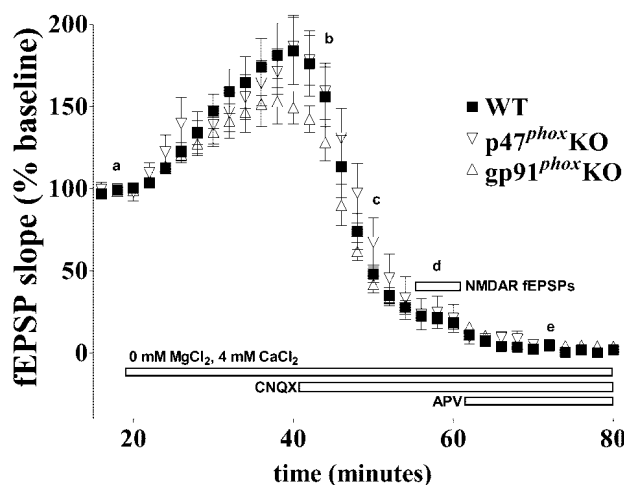 fEPSP slope (% baseline)
200
150
100
50
0
a
b
c
d
e
WT
p47phoxKO
gp91phoxKO
NMDAR fEPSPs
0 mM MgCl2, 4 mM CaCl2
CNQX
APV
20
40
60
80
time (minutes)